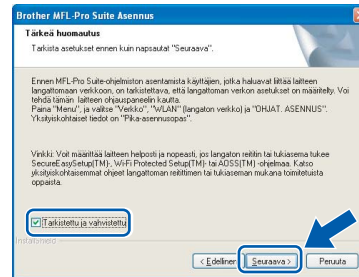 Brother MFL-Pro Suite Asennus
Tärkeä huomautus
Tarkista asetukset ennen kuin napsautat "Seuraava".
Ennen MFL-Pro Suite-ohjelmiston asentamista käyttäjien, jotka haluavat liittää laitteen
langattomaan verkkoon, on tarkistettava, että langattoman verkon asetukset on määritelty. Voi
tehdä tämän laitteen ohjauspaneelin kautta.
Paina "Menu", ja valitse "Verkko", "WLAN" (langaton verkko) ja "OHJAT. ASENNUS".
Yksityiskohtaiset tiedot on "Pika-asennusopas".
Vinkki: Voit määrittää laitteen helposti ja nopeasti, jos langaton reititin tai tukiasema tukee
SecureEasySetup[TM]-, Wi-Fi Protected Setup[TM]- tai AOSS[TM] -ohjelmaa. Katso
yksityiskohtaisemmat ohjeet langattoman reitittimen tai tukiaseman mukana toimitetuista
oppaista.
Tarkistettu ja vahvistettu
InstallShield
< Edellinen Seuraava > Peruuta